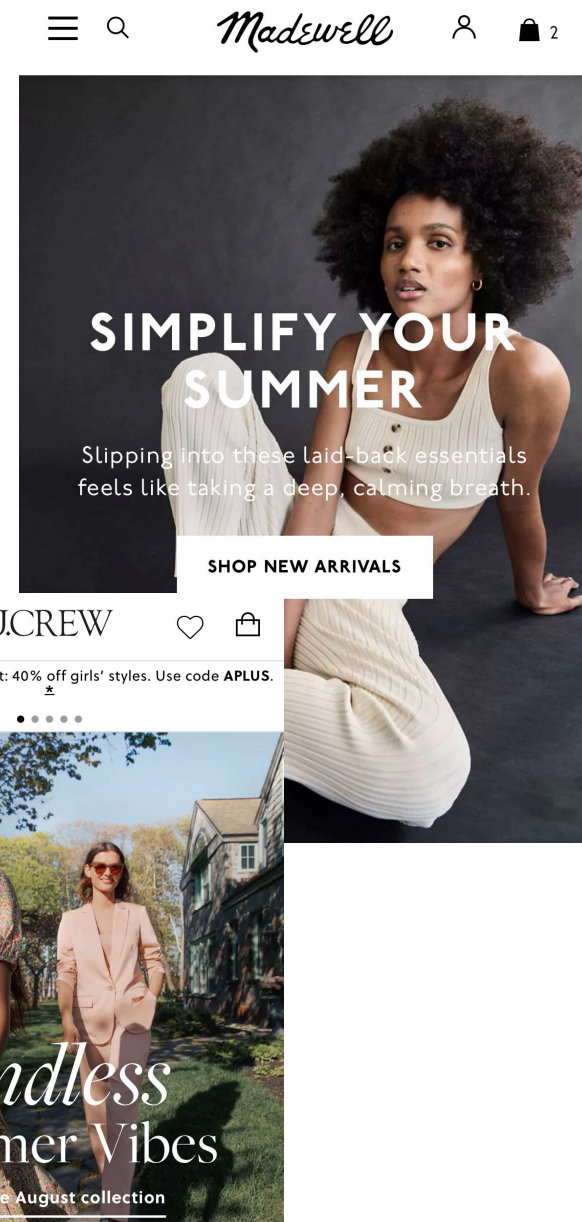 Madewell
2
SIMPLIFY YOUR
SUMMER
Slipping into these laid-back essentials
feels like taking a deep, calming breath.
SHOP NEW ARRIVALS
J.CREW
t: 40% off girls’ styles. Use code APLUS.
*
ndless
mer Vibes
e August collection